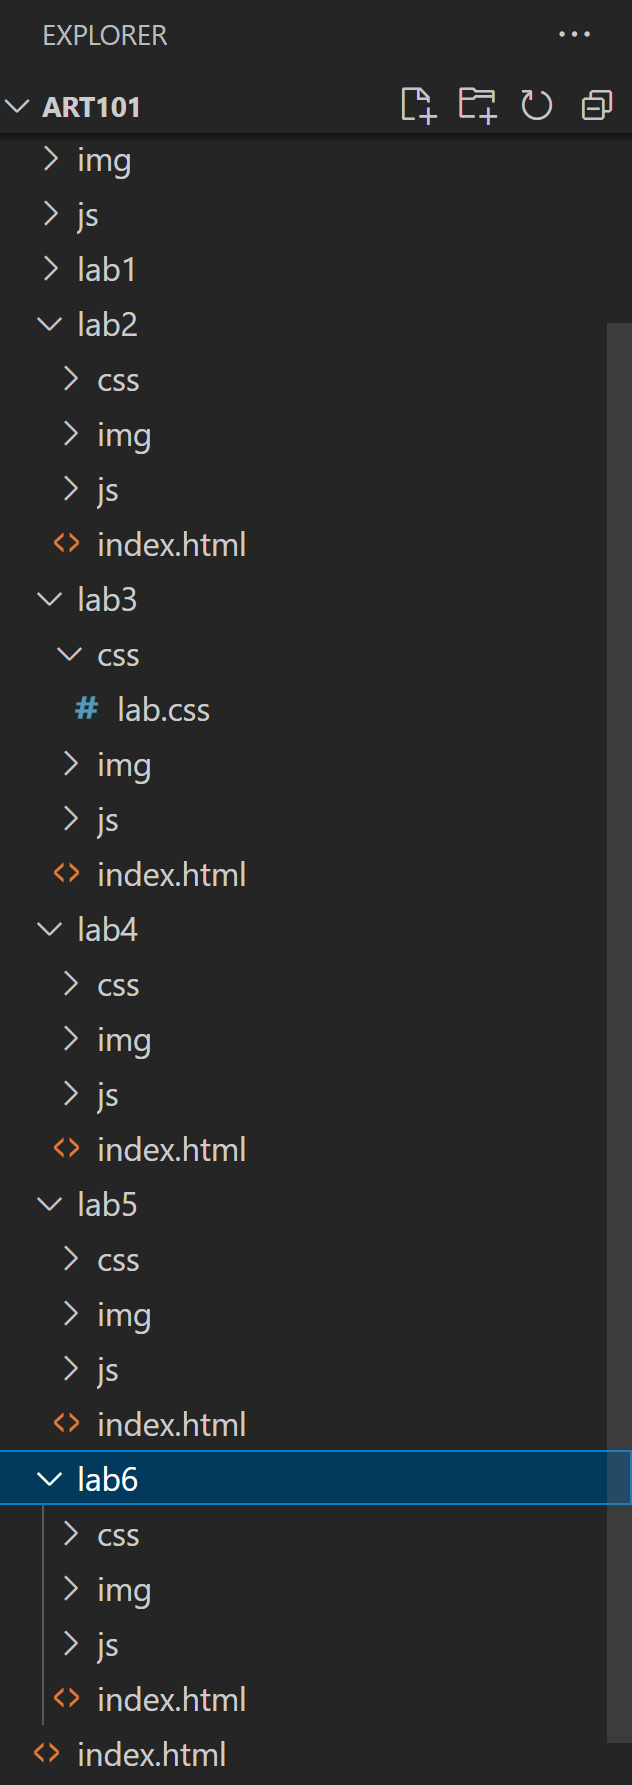 EXPLORER
ART101
img
js
lab1
lab2
css
img
js
index.html
lab3
css
lab.css
img
js
index.html
lab4
css
img
js
index.html
lab5
css
img
js
index.html
lab6
css
img
js
index.html
index.html